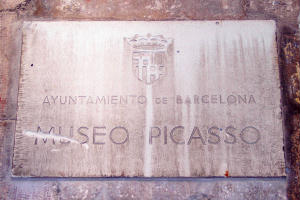 AYUNTAMIENTO DE BARCELONA
MUSEO PICASSO